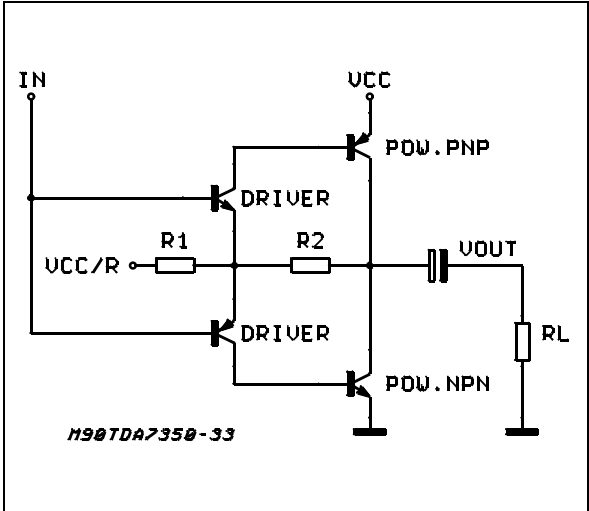 IN
VCC
POW.PNP
DRIVER
R1
R2
VOUT
VCC/R
DRIVER
RL
POW.NPN
M90TDA7350-33